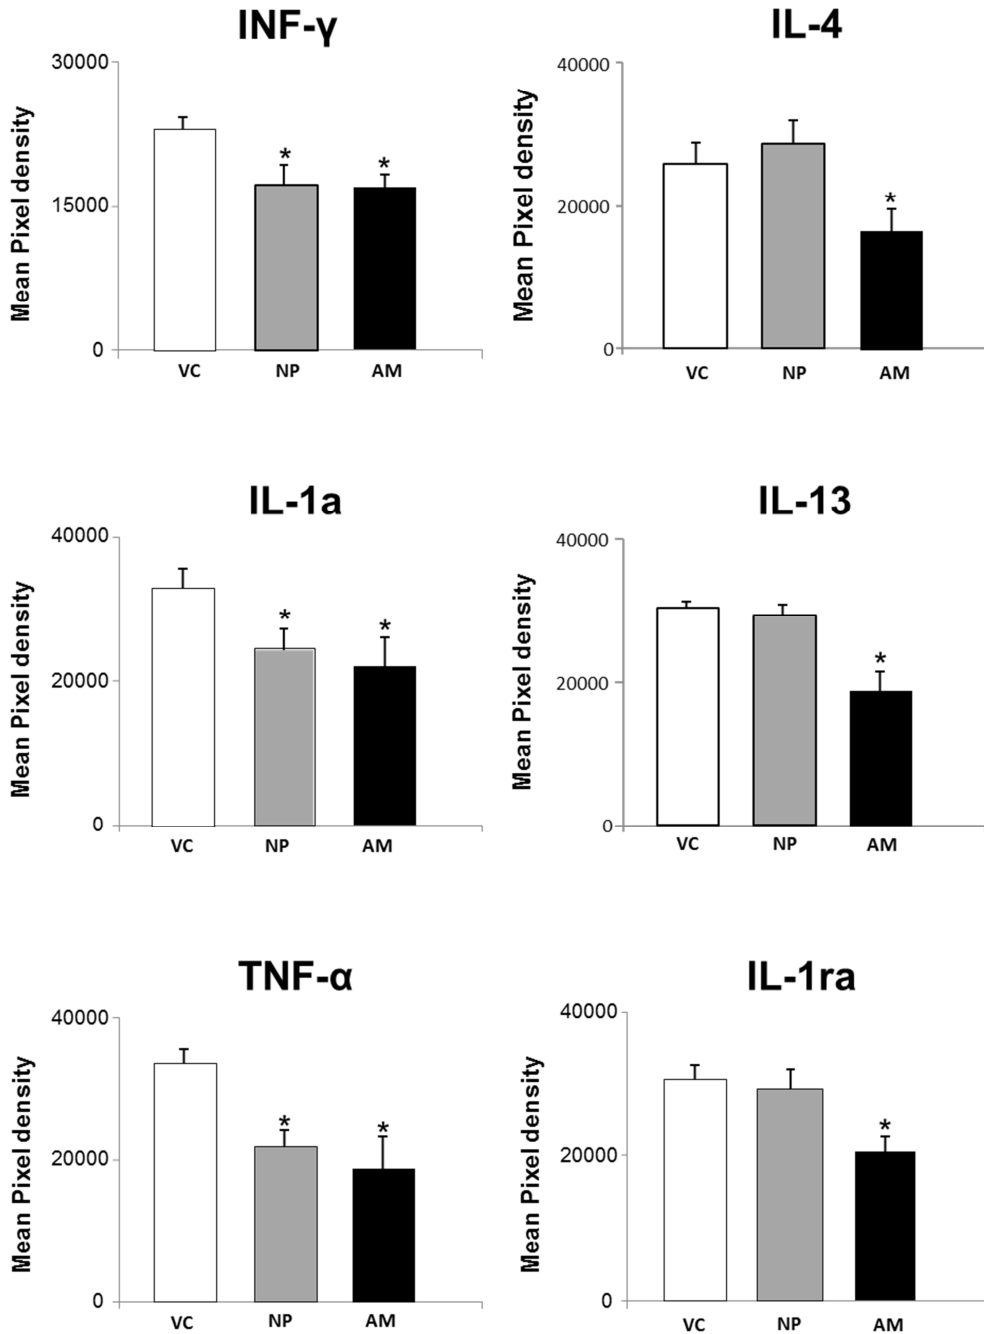 INF-γ
Mean Pixel density
30000
15000
0
*
*
VC NP AM
IL-4
Mean Pixel density
40000
20000
0
*
VC NP AM
IL-1a
Mean Pixel density
40000
20000
0
*
*
VC NP AM
IL-13
Mean Pixel density
40000
20000
0
*
VC NP AM
TNF-α
Mean Pixel density
40000
20000
0
*
*
VC NP AM
IL-1ra
Mean Pixel density
40000
20000
0
*
VC NP AM